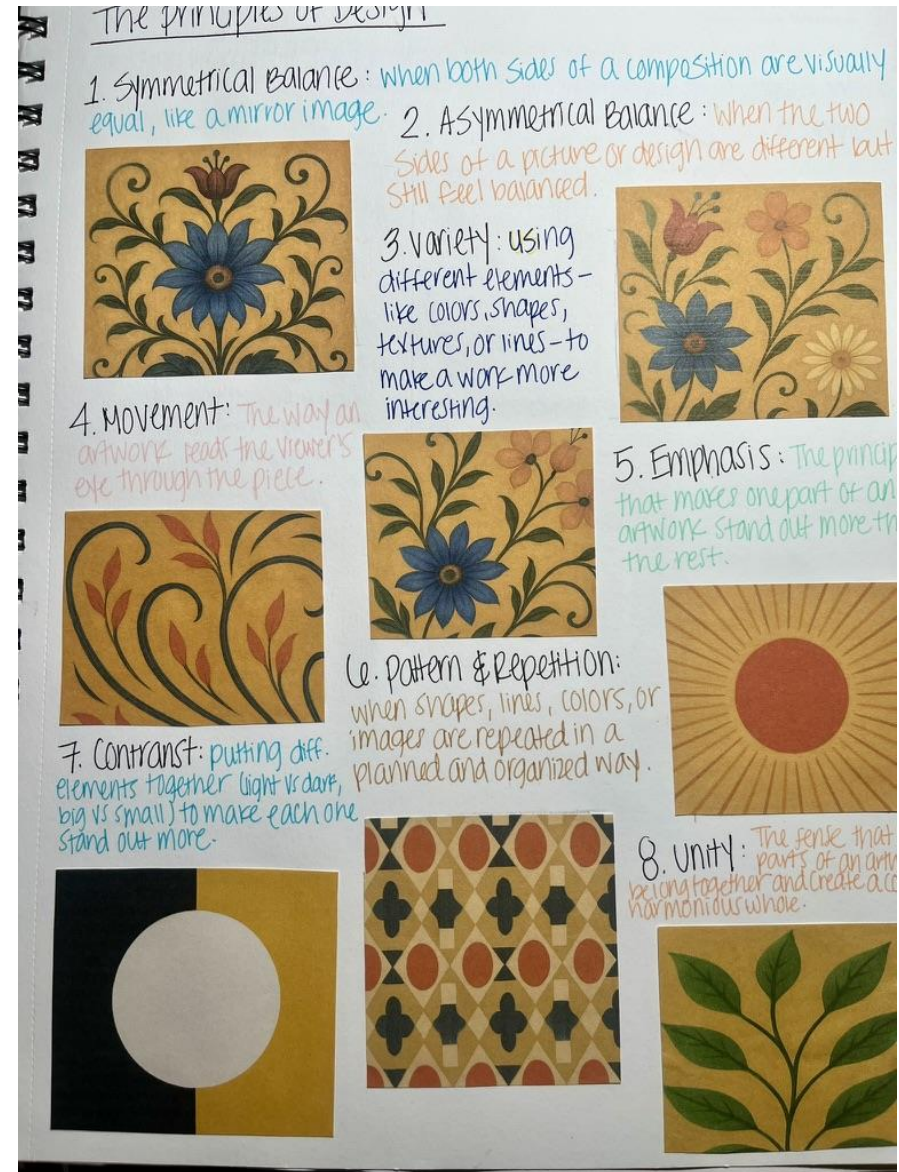 The Principles of Design
1. Symmetrical Balance: when both sides of a composition are visually
equal, like a mirror image.
2. Asymmetrical Balance: When the two
sides of a picture or design are different but
still feel balanced.
3. Variety: using
different elements-
like colors, shapes,
textures, or lines-to
make a work more
interesting.
4. Movement: The way an
artwork leads the viewer's
eye through the piece.
5. Emphasis: The princip
that makes one part of an
artwork stand out more th
the rest.
6. Pattern & Repetition:
when shapes, lines, colors, or
images are repeated in a
planned and organized way.
7. Contranst: putting diff.
elements together (light vs dark,
big vs small) to make each one
stand out more.
8. Unity: The sense that
parts of an artw
belong together and create a co
harmonious whole.